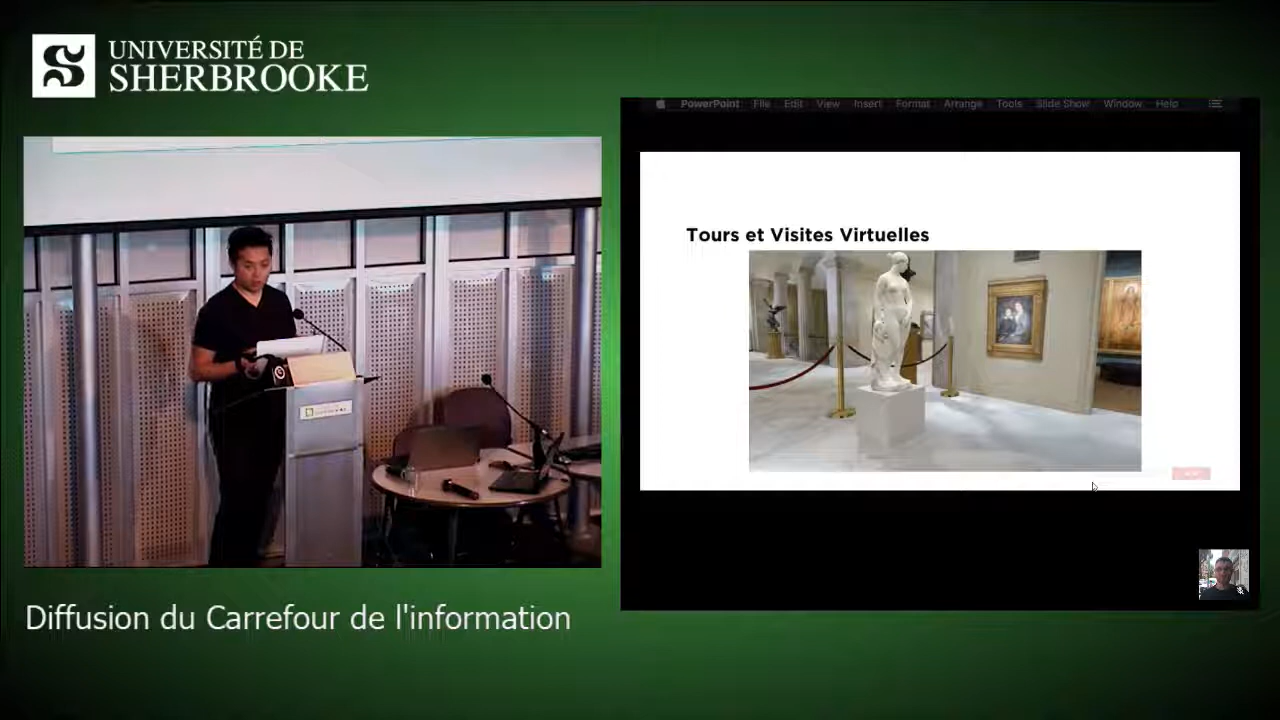 UNIVERSITÉ DE
SHERBROOKE
PowerPoint File Edit View Insert Format Arrange Tools Slide Show Window Help
Tours et Visites Virtuelles
Diffusion du Carrefour de l'information